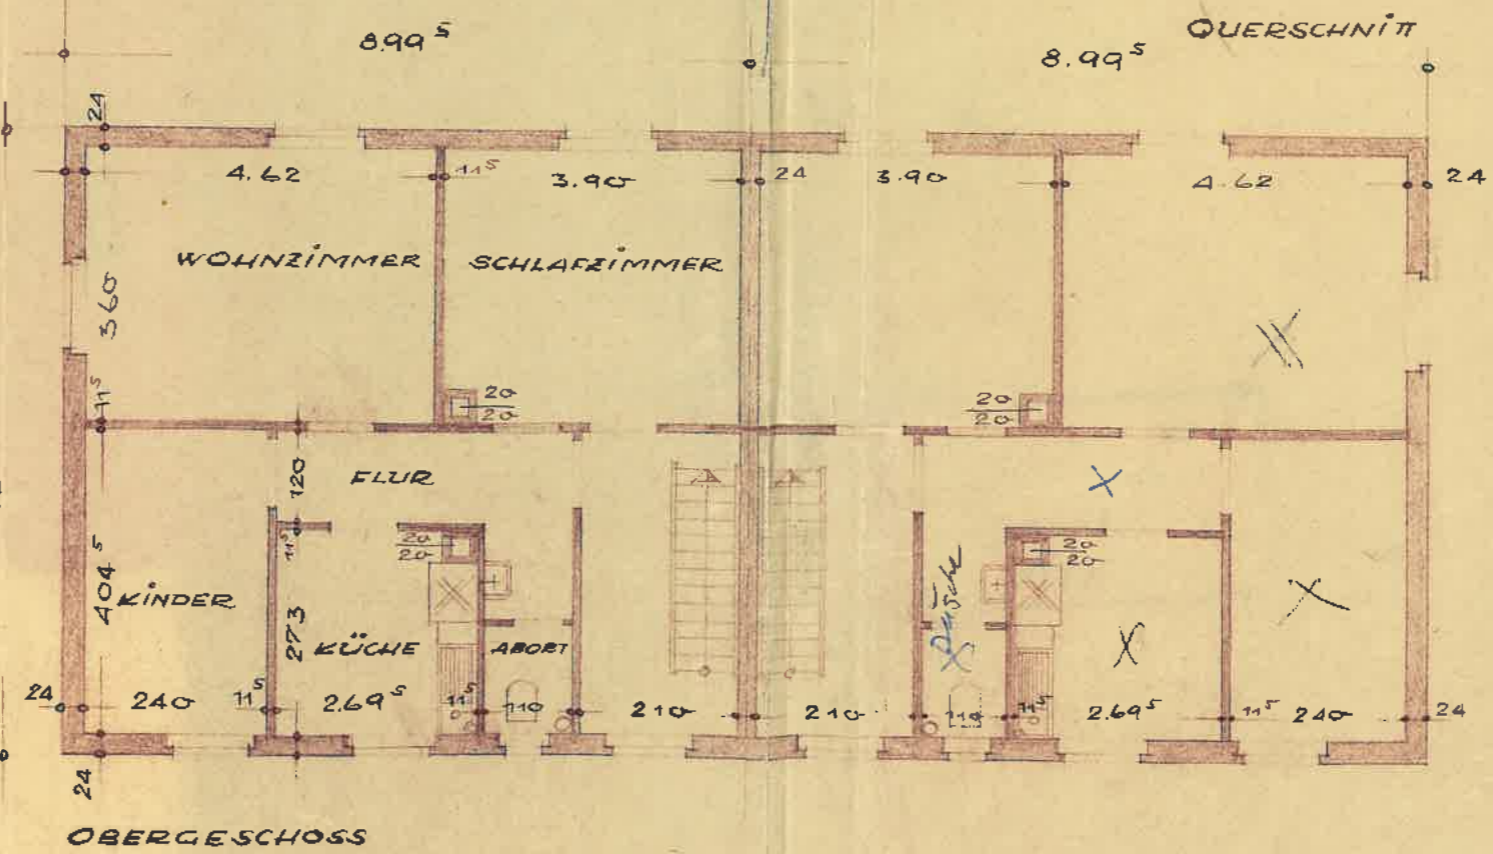 QUERSCHNITT
8.99⁵ 8.99⁵
24
4.62 11⁵ 3.90 24 3.90 4.62 24
WOHNZIMMER SCHLAFZIMMER
360
11⁵
20
20
20
20
120
FLUR
11⁵
20
20
20
20
404⁵
KINDER
273
KÜCHE
ABORT
Dusche
24 240 11⁵ 2.69⁵ 11⁵ 110 210 210 110 11⁵ 2.69⁵ 11⁵ 240 24
24
OBERGESCHOSS